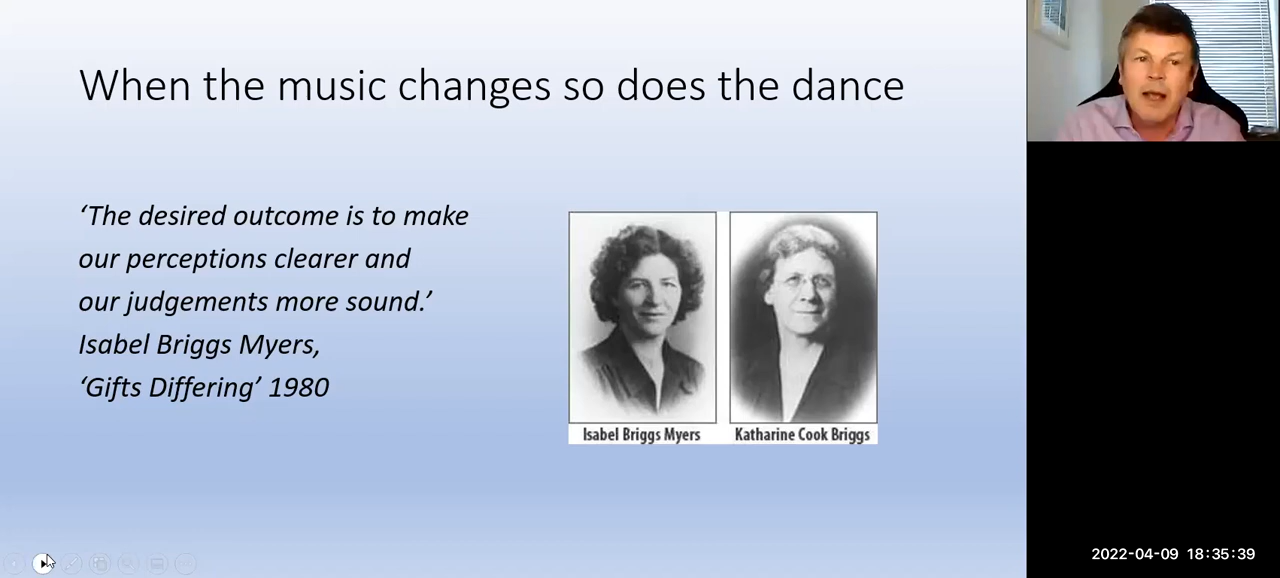 When the music changes so does the dance
‘The desired outcome is to make
our perceptions clearer and
our judgements more sound.’
Isabel Briggs Myers,
‘Gifts Differing’ 1980
Isabel Briggs Myers
Katharine Cook Briggs
2022-04-09 18:35:39